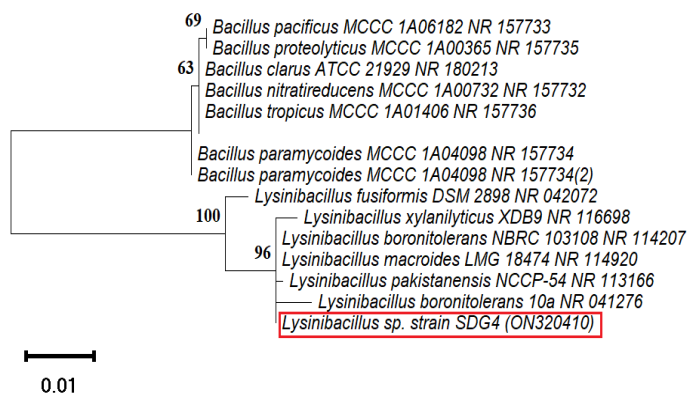 69
Bacillus pacificus MCCC 1A06182 NR 157733
Bacillus proteolyticus MCCC 1A00365 NR 157735
63
Bacillus clarus ATCC 21929 NR 180213
Bacillus nitratireducens MCCC 1A00732 NR 157732
Bacillus tropicus MCCC 1A01406 NR 157736
Bacillus paramycoides MCCC 1A04098 NR 157734
Bacillus paramycoides MCCC 1A04098 NR 157734(2)
Lysinibacillus fusiformis DSM 2898 NR 042072
100
Lysinibacillus xylanilyticus XDB9 NR 116698
Lysinibacillus boronitolerans NBRC 103108 NR 114207
96
Lysinibacillus macroides LMG 18474 NR 114920
Lysinibacillus pakistanensis NCCP-54 NR 113166
Lysinibacillus boronitolerans 10a NR 041276
Lysinibacillus sp. strain SDG4 (ON320410)
0.01